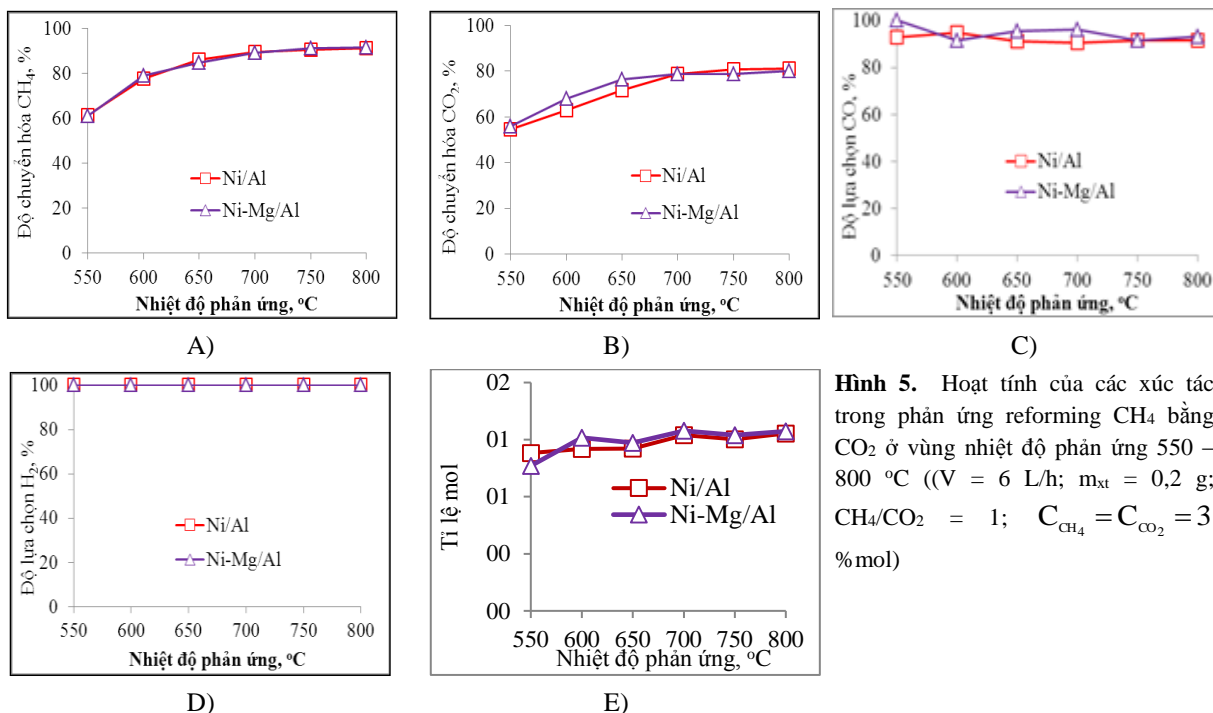 100
80
60
40
20
0
Độ chuyển hóa CH4, %
Ni/Al
Ni-Mg/Al
550 600 650 700 750 800
Nhiệt độ phản ứng, oC
A)
100
80
60
40
20
0
Độ chuyển hóa CO2, %
Ni/Al
Ni-Mg/Al
550 600 650 700 750 800
Nhiệt độ phản ứng, oC
B)
100
80
60
40
20
0
Độ lựa chọn CO, %
Ni/Al
Ni-Mg/Al
550 600 650 700 750 800
Nhiệt độ phản ứng, oC
C)
100
80
60
40
20
0
Độ lựa chọn H2, %
Ni/Al
Ni-Mg/Al
550 600 650 700 750 800
Nhiệt độ phản ứng, oC
D)
02
01
01
00
00
Tỉ lệ mol
Ni/Al
Ni-Mg/Al
550 600 650 700 750 800
Nhiệt độ phản ứng, oC
E)
Hình 5. Hoạt tính của các xúc tác
trong phản ứng reforming CH4 bằng
CO2 ở vùng nhiệt độ phản ứng 550 –
800 oC ((V = 6 L/h; mxt = 0,2 g;
CH4/CO2 = 1; CCH4 = CCO2 = 3
%mol)